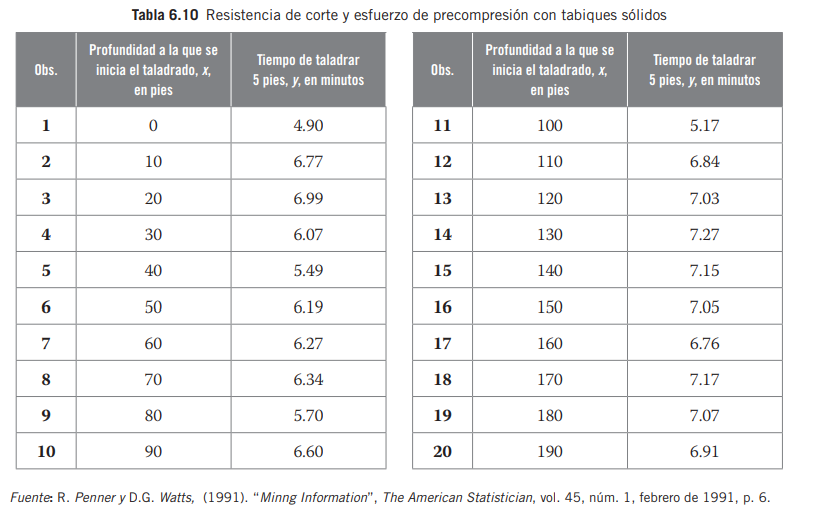 Tabla 6.10 Resistencia de corte y esfuerzo de precompresión con tabiques sólidos
Obs. Profundidad a la que se inicia el taladrado, x, en pies Tiempo de taladrar 5 pies, y, en minutos
1 0 4.90
2 10 6.77
3 20 6.99
4 30 6.07
5 40 5.49
6 50 6.19
7 60 6.27
8 70 6.34
9 80 5.70
10 90 6.60
Obs. Profundidad a la que se inicia el taladrado, x, en pies Tiempo de taladrar 5 pies, y, en minutos
11 100 5.17
12 110 6.84
13 120 7.03
14 130 7.27
15 140 7.15
16 150 7.05
17 160 6.76
18 170 7.17
19 180 7.07
20 190 6.91
Fuente: R. Penner y D.G. Watts, (1991). “Minng Information”, The American Statistician, vol. 45, núm. 1, febrero de 1991, p. 6.